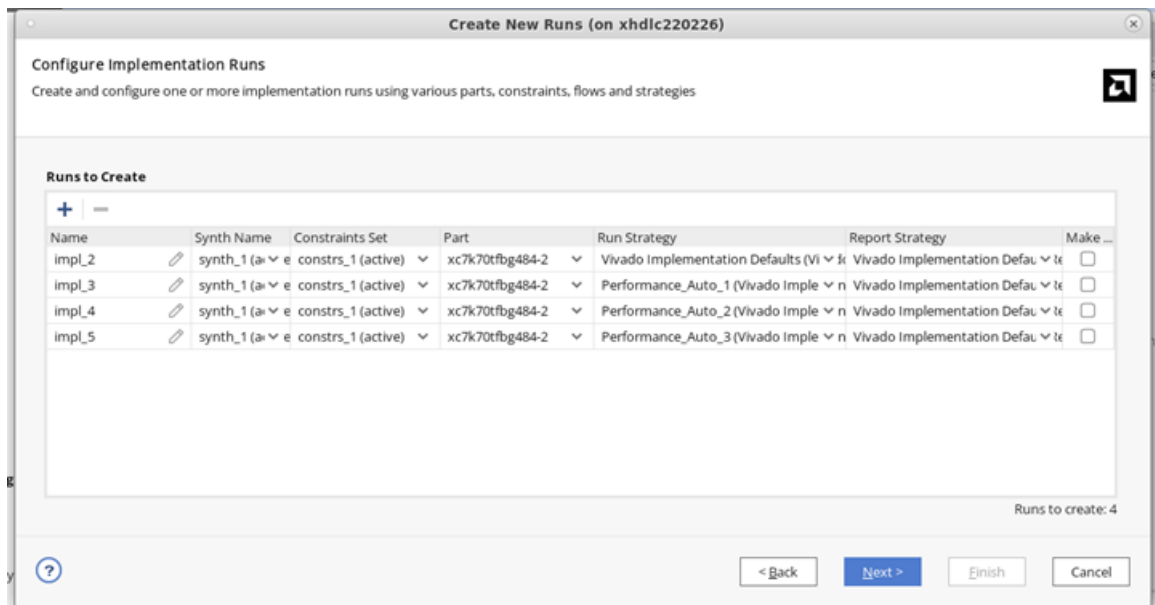 Create New Runs (on xhdlc220226)
Configure Implementation Runs
Create and configure one or more implementation runs using various parts, constraints, flows and strategies
Runs to Create
Name Synth Name Constraints Set Part Run Strategy Report Strategy Make ...
impl_2 synth_1 (a e constrs_1 (active) xc7k70tfbg484-2 Vivado Implementation Defaults (Vi Vivado Implementation Defau
impl_3 synth_1 (a e constrs_1 (active) xc7k70tfbg484-2 Performance_Auto_1 (Vivado Imple n Vivado Implementation Defau
impl_4 synth_1 (a e constrs_1 (active) xc7k70tfbg484-2 Performance_Auto_2 (Vivado Imple n Vivado Implementation Defau
impl_5 synth_1 (a e constrs_1 (active) xc7k70tfbg484-2 Performance_Auto_3 (Vivado Imple n Vivado Implementation Defau
Runs to create: 4
? < Back Next > Finish Cancel